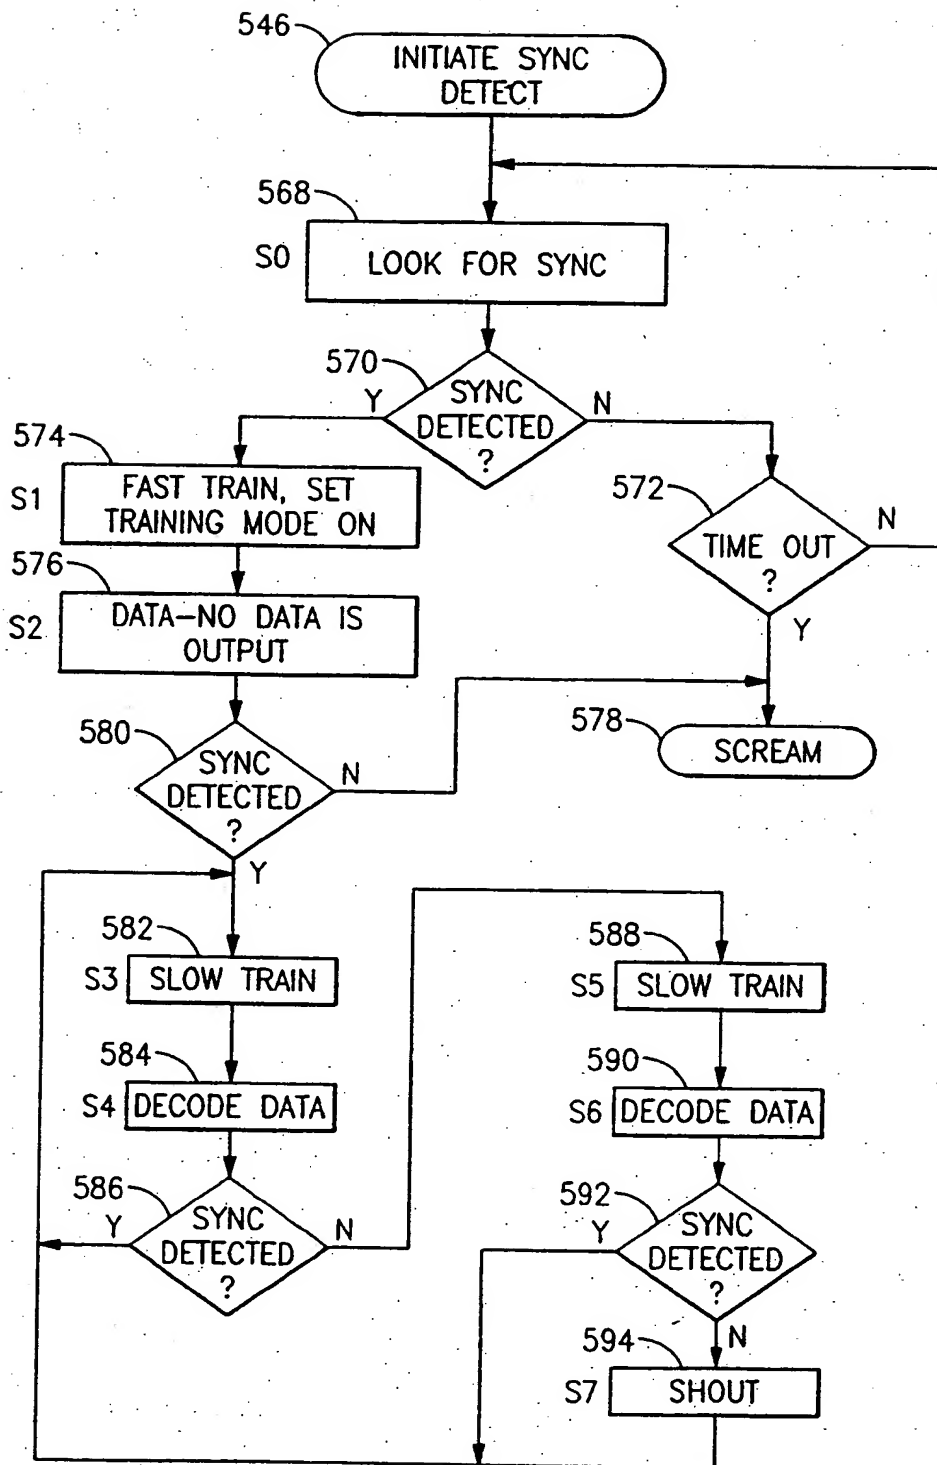 546
INITIATE SYNC
DETECT
568
S0
LOOK FOR SYNC
570
SYNC
DETECTED
?
Y
N
574
S1
FAST TRAIN, SET
TRAINING MODE ON
572
TIME OUT
?
N
Y
576
S2
DATA-NO DATA IS
OUTPUT
578
SCREAM
580
SYNC
DETECTED
?
N
Y
582
S3
SLOW TRAIN
584
S4
DECODE DATA
586
SYNC
DETECTED
?
Y
N
588
S5
SLOW TRAIN
590
S6
DECODE DATA
592
SYNC
DETECTED
?
Y
N
594
S7
SHOUT